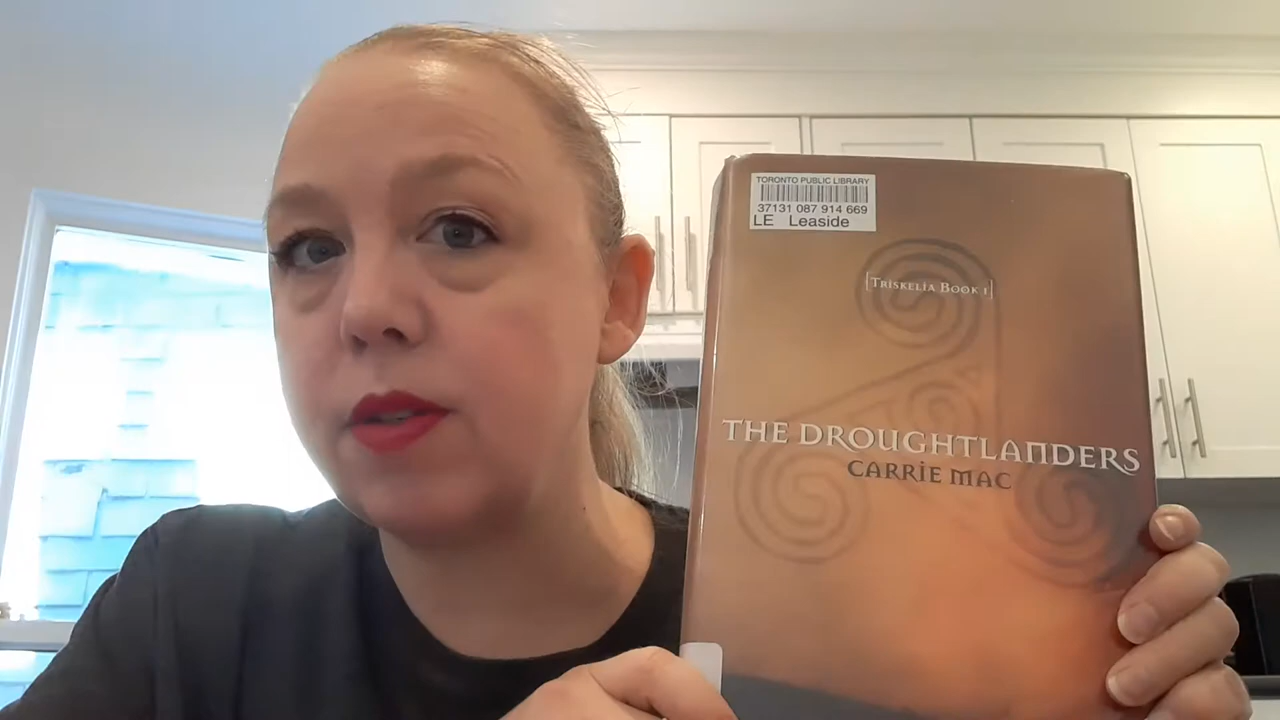 TORONTO PUBLIC LIBRARY
37131 087 914 669
LE Leaside
[TRiSKELiA BOOK 1]
THE DROUGHTLANDERS
CARRiE MAC